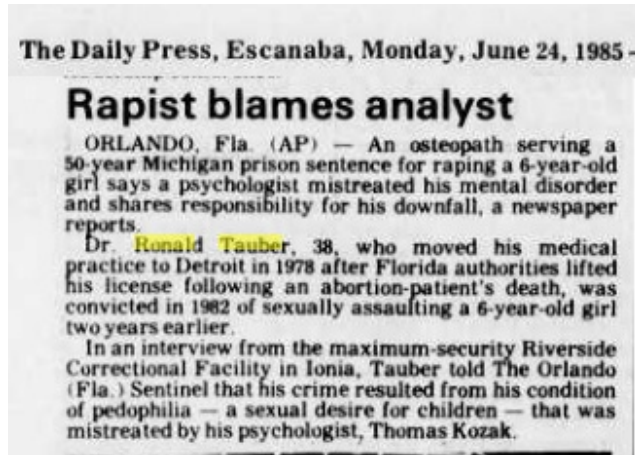 The Daily Press, Escanaba, Monday, June 24, 1985 -
Rapist blames analyst
ORLANDO, Fla. (AP) — An osteopath serving a
50-year Michigan prison sentence for raping a 6-year-old
girl says a psychologist mistreated his mental disorder
and shares responsibility for his downfall, a newspaper
reports.
Dr. Ronald Tauber, 38, who moved his medical
practice to Detroit in 1978 after Florida authorities lifted
his license following an abortion-patient's death, was
convicted in 1982 of sexually assaulting a 6-year-old girl
two years earlier.
In an interview from the maximum-security Riverside
Correctional Facility in Ionia, Tauber told The Orlando
(Fla.) Sentinel that his crime resulted from his condition
of pedophilia — a sexual desire for children — that was
mistreated by his psychologist, Thomas Kozak.